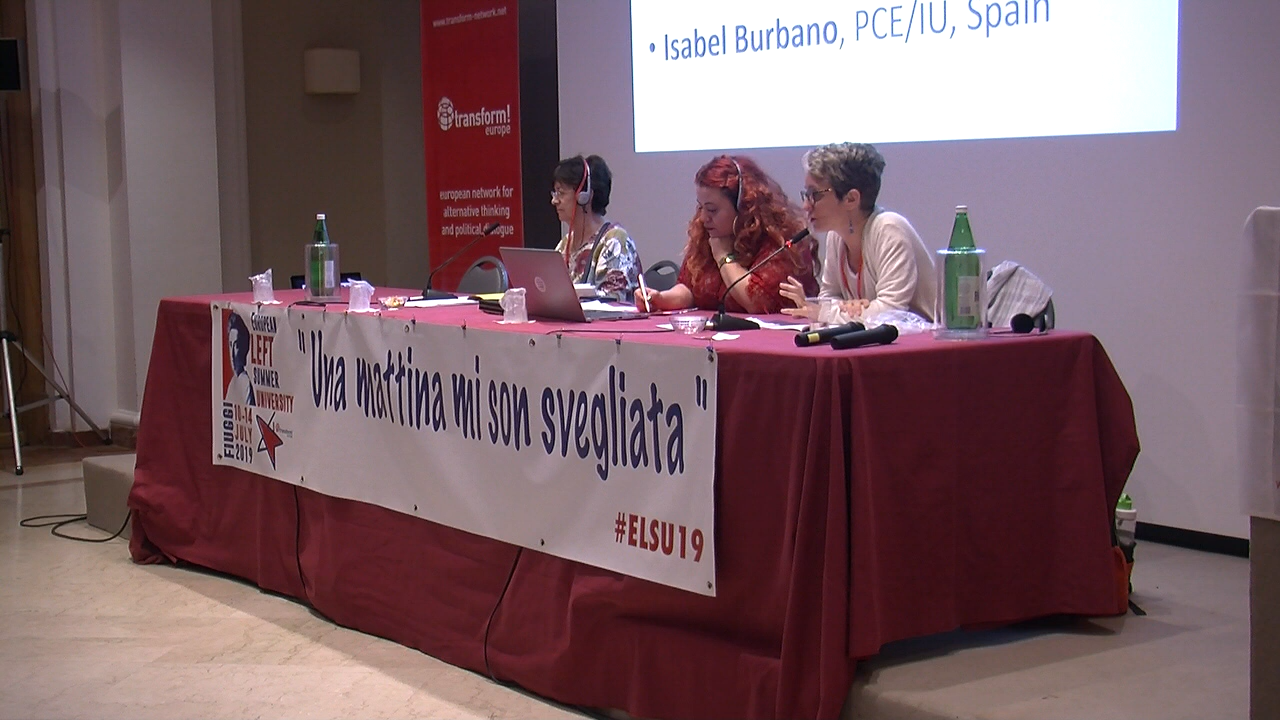 • Isabel Burbano, PCE/IU, Spain
www.transform-network.net
transform!
europe
european network for
alternative thinking
and political dialogue
EUROPEAN
LEFT
SUMMER
UNIVERSITY
FIUGGI
10-14
JULY
2019
"Una mattina mi son svegliata"
#ELSU19